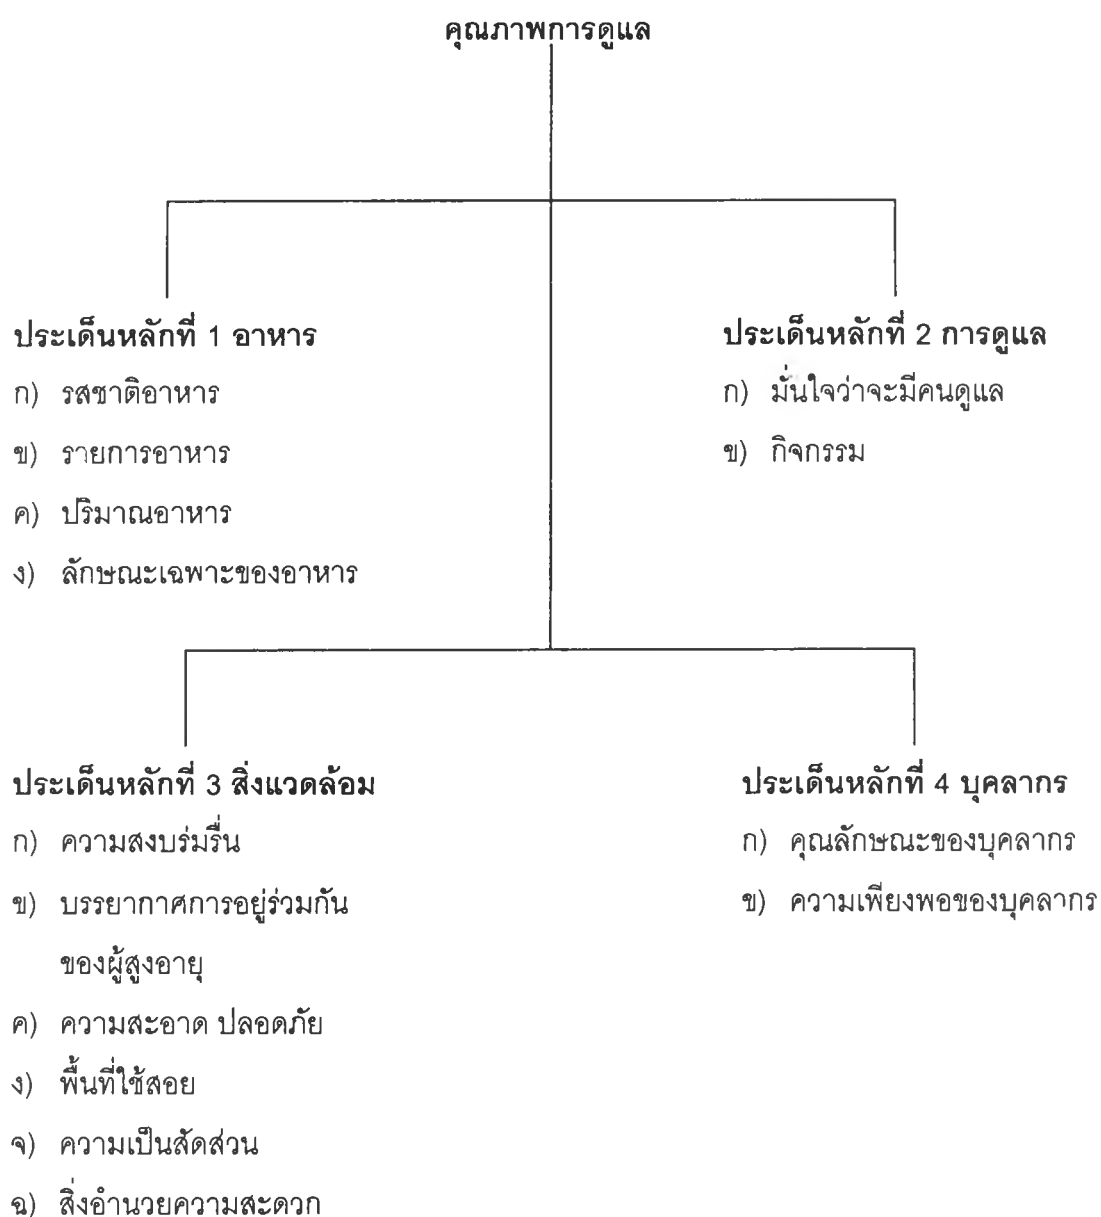 คุณภาพการดูแล
ประเด็นหลักที่ 1 อาหาร
ก) รสชาติอาหาร
ข) รายการอาหาร
ค) ปริมาณอาหาร
ง) ลักษณะเฉพาะของอาหาร
ประเด็นหลักที่ 2 การดูแล
ก) มั่นใจว่าจะมีคนดูแล
ข) กิจกรรม
ประเด็นหลักที่ 3 สิ่งแวดล้อม
ก) ความสงบร่มรื่น
ข) บรรยากาศการอยู่ร่วมกัน
ของผู้สูงอายุ
ค) ความสะอาด ปลอดภัย
ง) พื้นที่ใช้สอย
จ) ความเป็นสัดส่วน
ฉ) สิ่งอำนวยความสะดวก
ประเด็นหลักที่ 4 บุคลากร
ก) คุณลักษณะของบุคลากร
ข) ความเพียงพอของบุคลากร